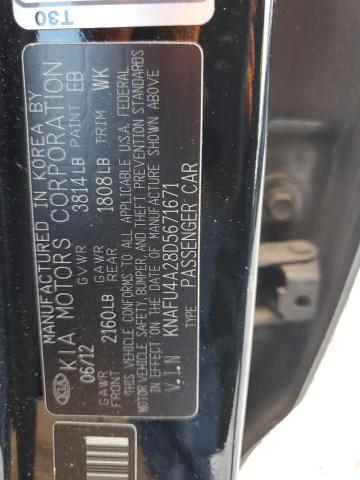 T30
MANUFACTURED IN KOREA BY
KIA KIA MOTORS CORPORATION
06/12 GVWR 3814LB PAINT EB
GAWR FRONT 2160LB GAWR REAR 1808LB TRIM WK
THIS VEHICLE CONFORMS TO ALL APPLICABLE U.S.A. FEDERAL
MOTOR VEHICLE SAFETY, BUMPER, AND THEFT PREVENTION STANDARDS
IN EFFECT ON THE DATE OF MANUFACTURE SHOWN ABOVE
V.I.N KNAFU4A28D5671671
TYPE PASSENGER CAR